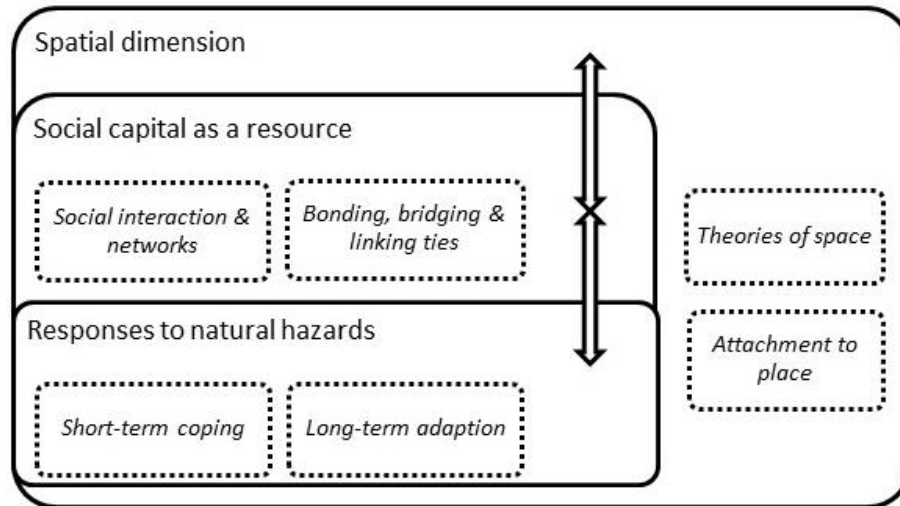 Spatial dimension
Social capital as a resource
Social interaction &
networks
Bonding, bridging &
linking ties
Theories of space
Responses to natural hazards
Attachment to
place
Short-term coping
Long-term adaption